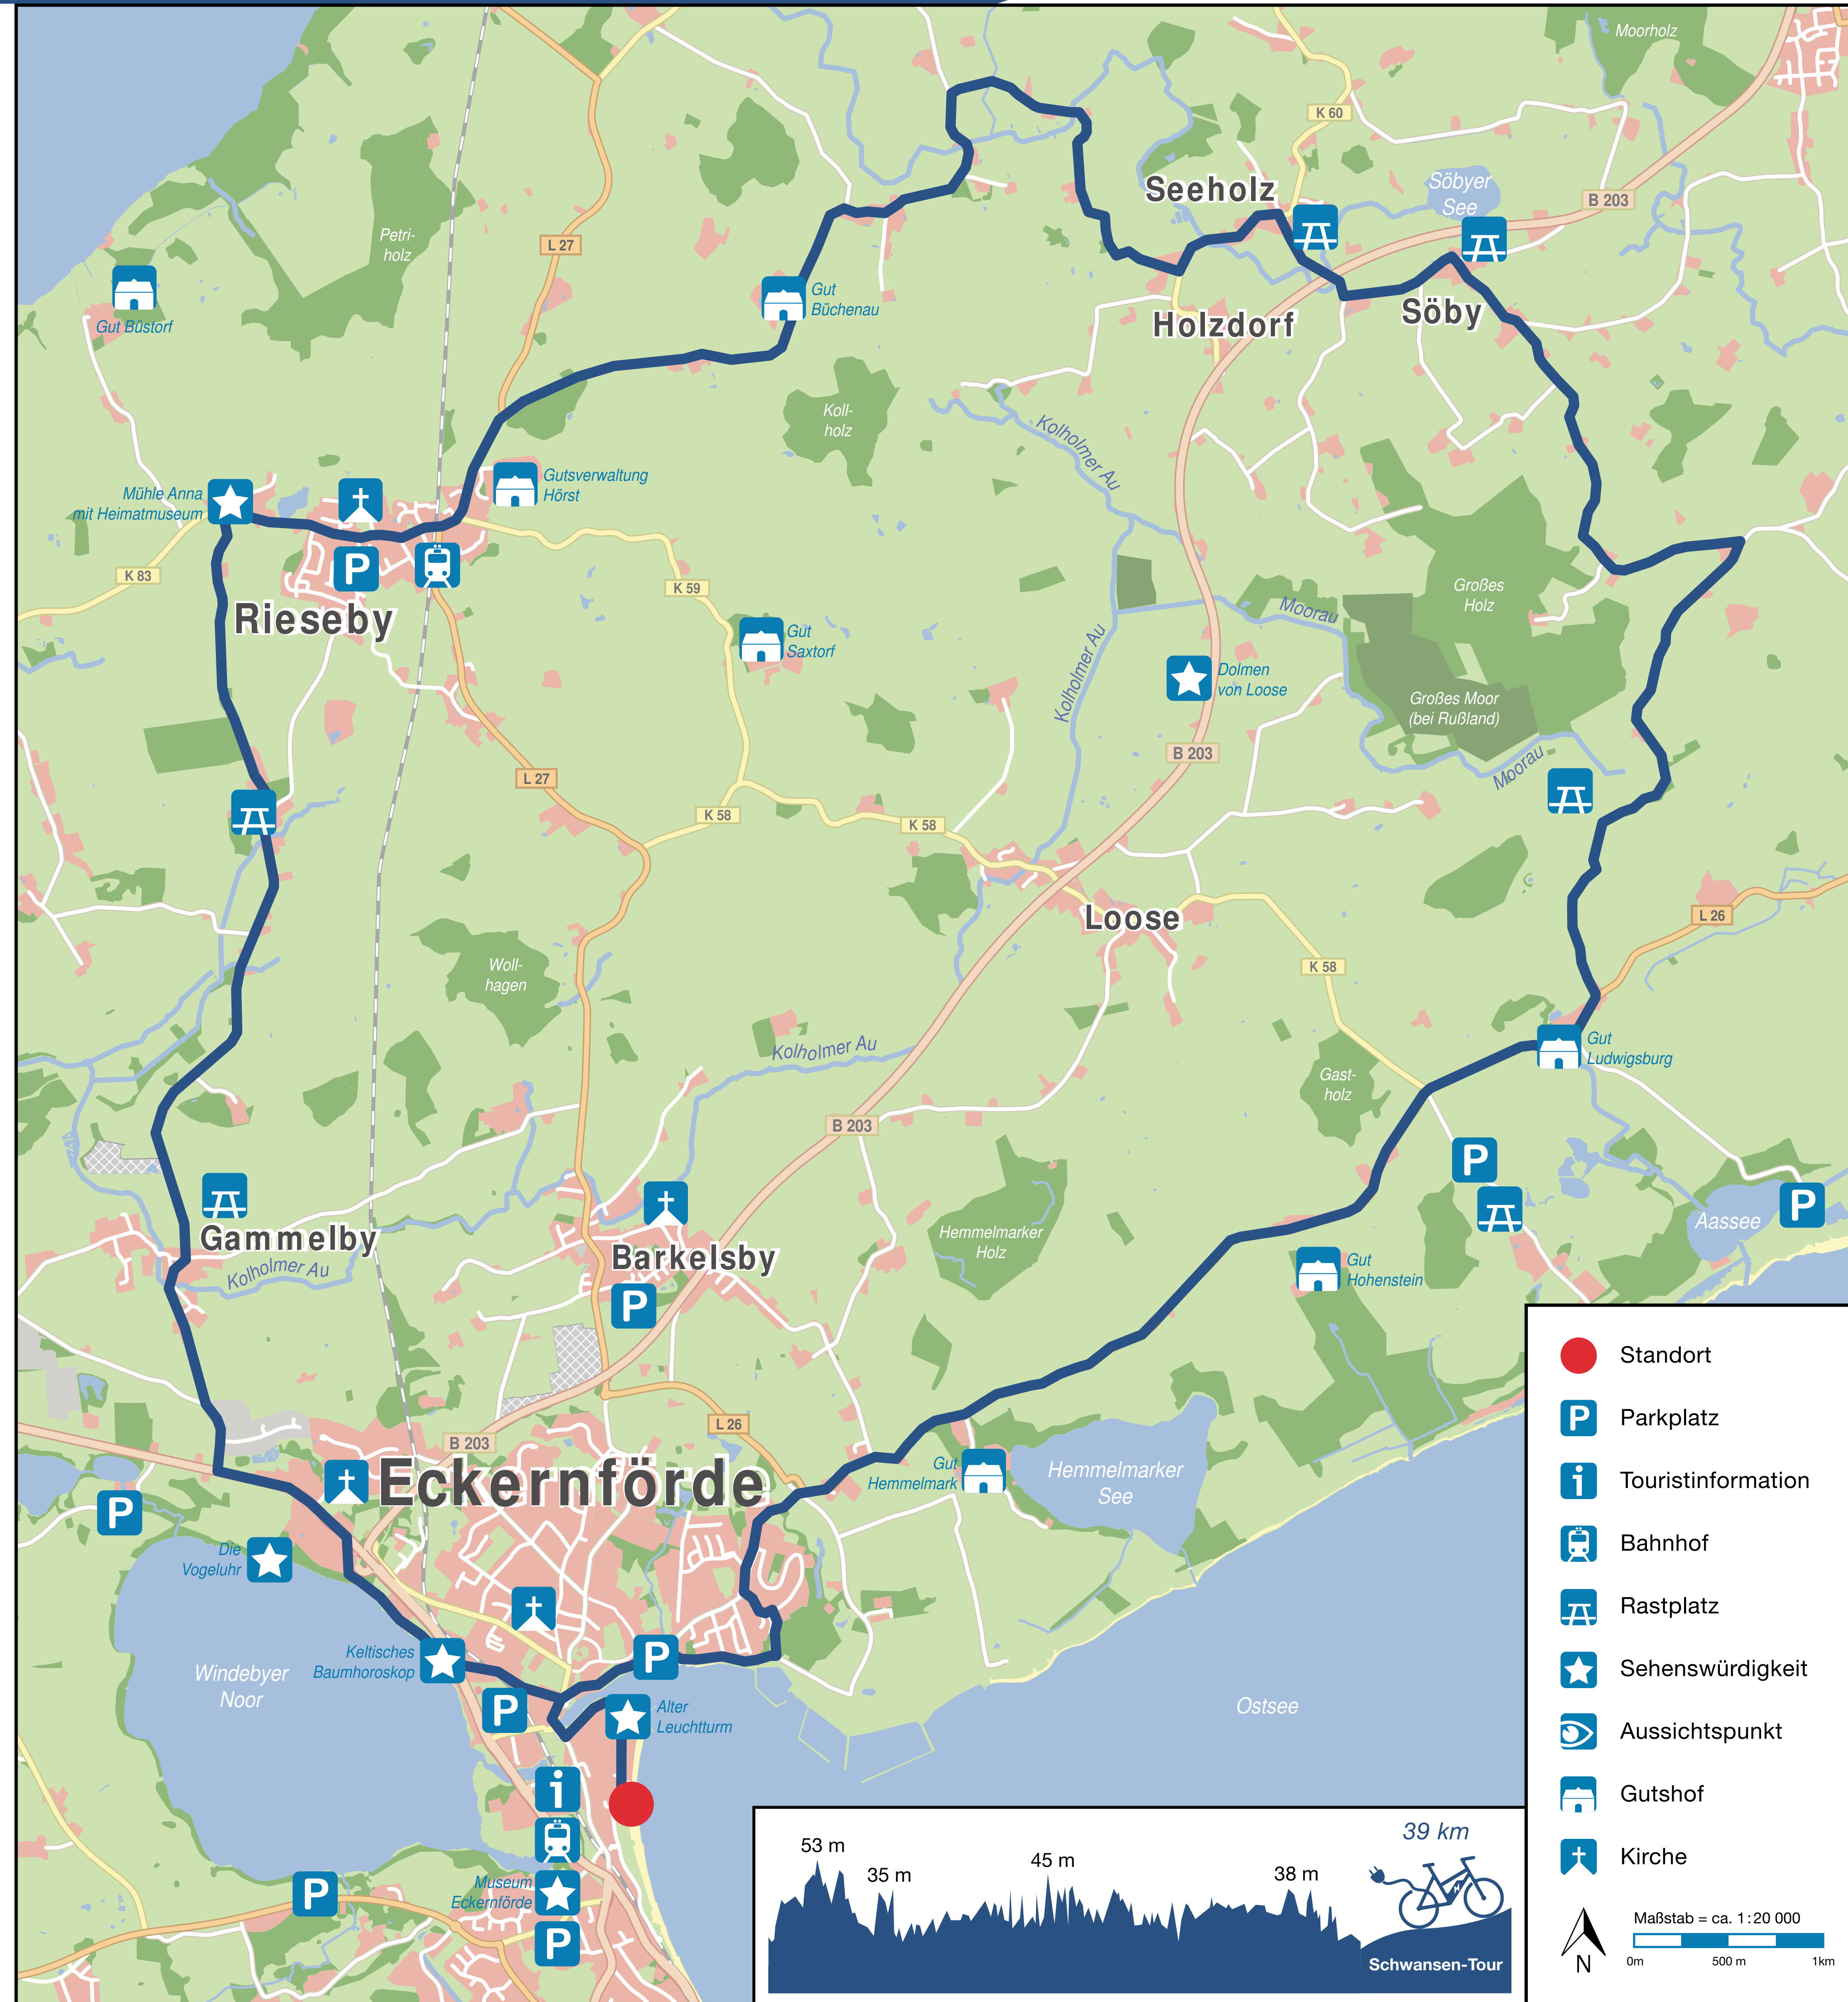 Moorholz
K 60
Seeholz
Söbyer
See
B 203
Petri-
holz
L 27
Gut Büstorf
Gut
Büchenau
Holzdorf
Söby
Koll-
holz
Kolholmer Au
Gutsverwaltung
Hörst
Mühle Anna
mit Heimatmuseum
P
K 83
Rieseby
K 59
Großes
Holz
Moorau
Gut
Saxtorf
Kolholmer Au
Dolmen
von Loose
Großes Moor
(bei Rußland)
B 203
Moorau
L 27
K 58
K 58
Loose
L 26
K 58
Woll-
hagen
Kolholmer Au
Gut
Ludwigsburg
Gast-
holz
B 203
P
P
Aassee
Gammelby
Kolholmer Au
Barkelsby
P
Hemmelmarker
Holz
Gut
Hohenstein
L 26
B 203
Eckernförde
Gut
Hemmelmark
Hemmelmarker
See
P
Die
Vogeluhr
Keltisches
Baumhoroskop
P
Windebyer
Noor
P
Alter
Leuchtturm
Ostsee
i
P
Museum
Eckernförde
P
Standort
P Parkplatz
i Touristinformation
Bahnhof
Rastplatz
Sehenswürdigkeit
Aussichtspunkt
Gutshof
Kirche
Maßstab = ca. 1:20 000
0m 500 m 1km
N
39 km
53 m
35 m
45 m
38 m
Schwansen-Tour